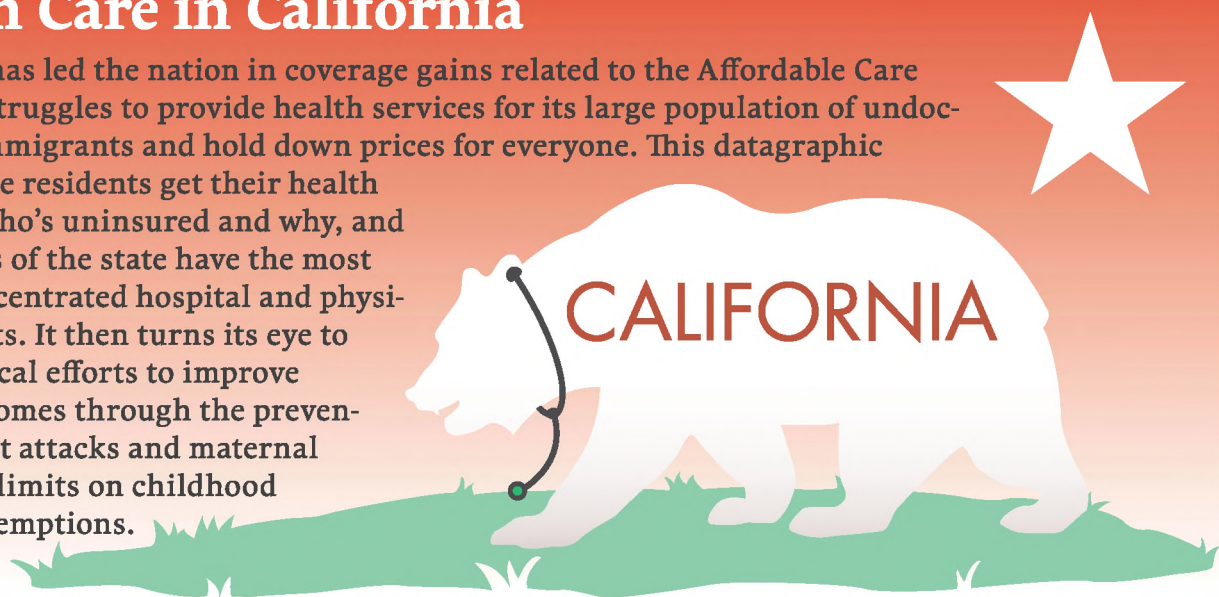 n Care in California
has led the nation in coverage gains related to the Affordable Care
truggles to provide health services for its large population of undoc-
migrants and hold down prices for everyone. This datagraphic
e residents get their health
ho's uninsured and why, and
s of the state have the most
centrated hospital and physi-
ts. It then turns its eye to
cal efforts to improve
omes through the preven-
t attacks and maternal
limits on childhood
emptions.
CALIFORNIA